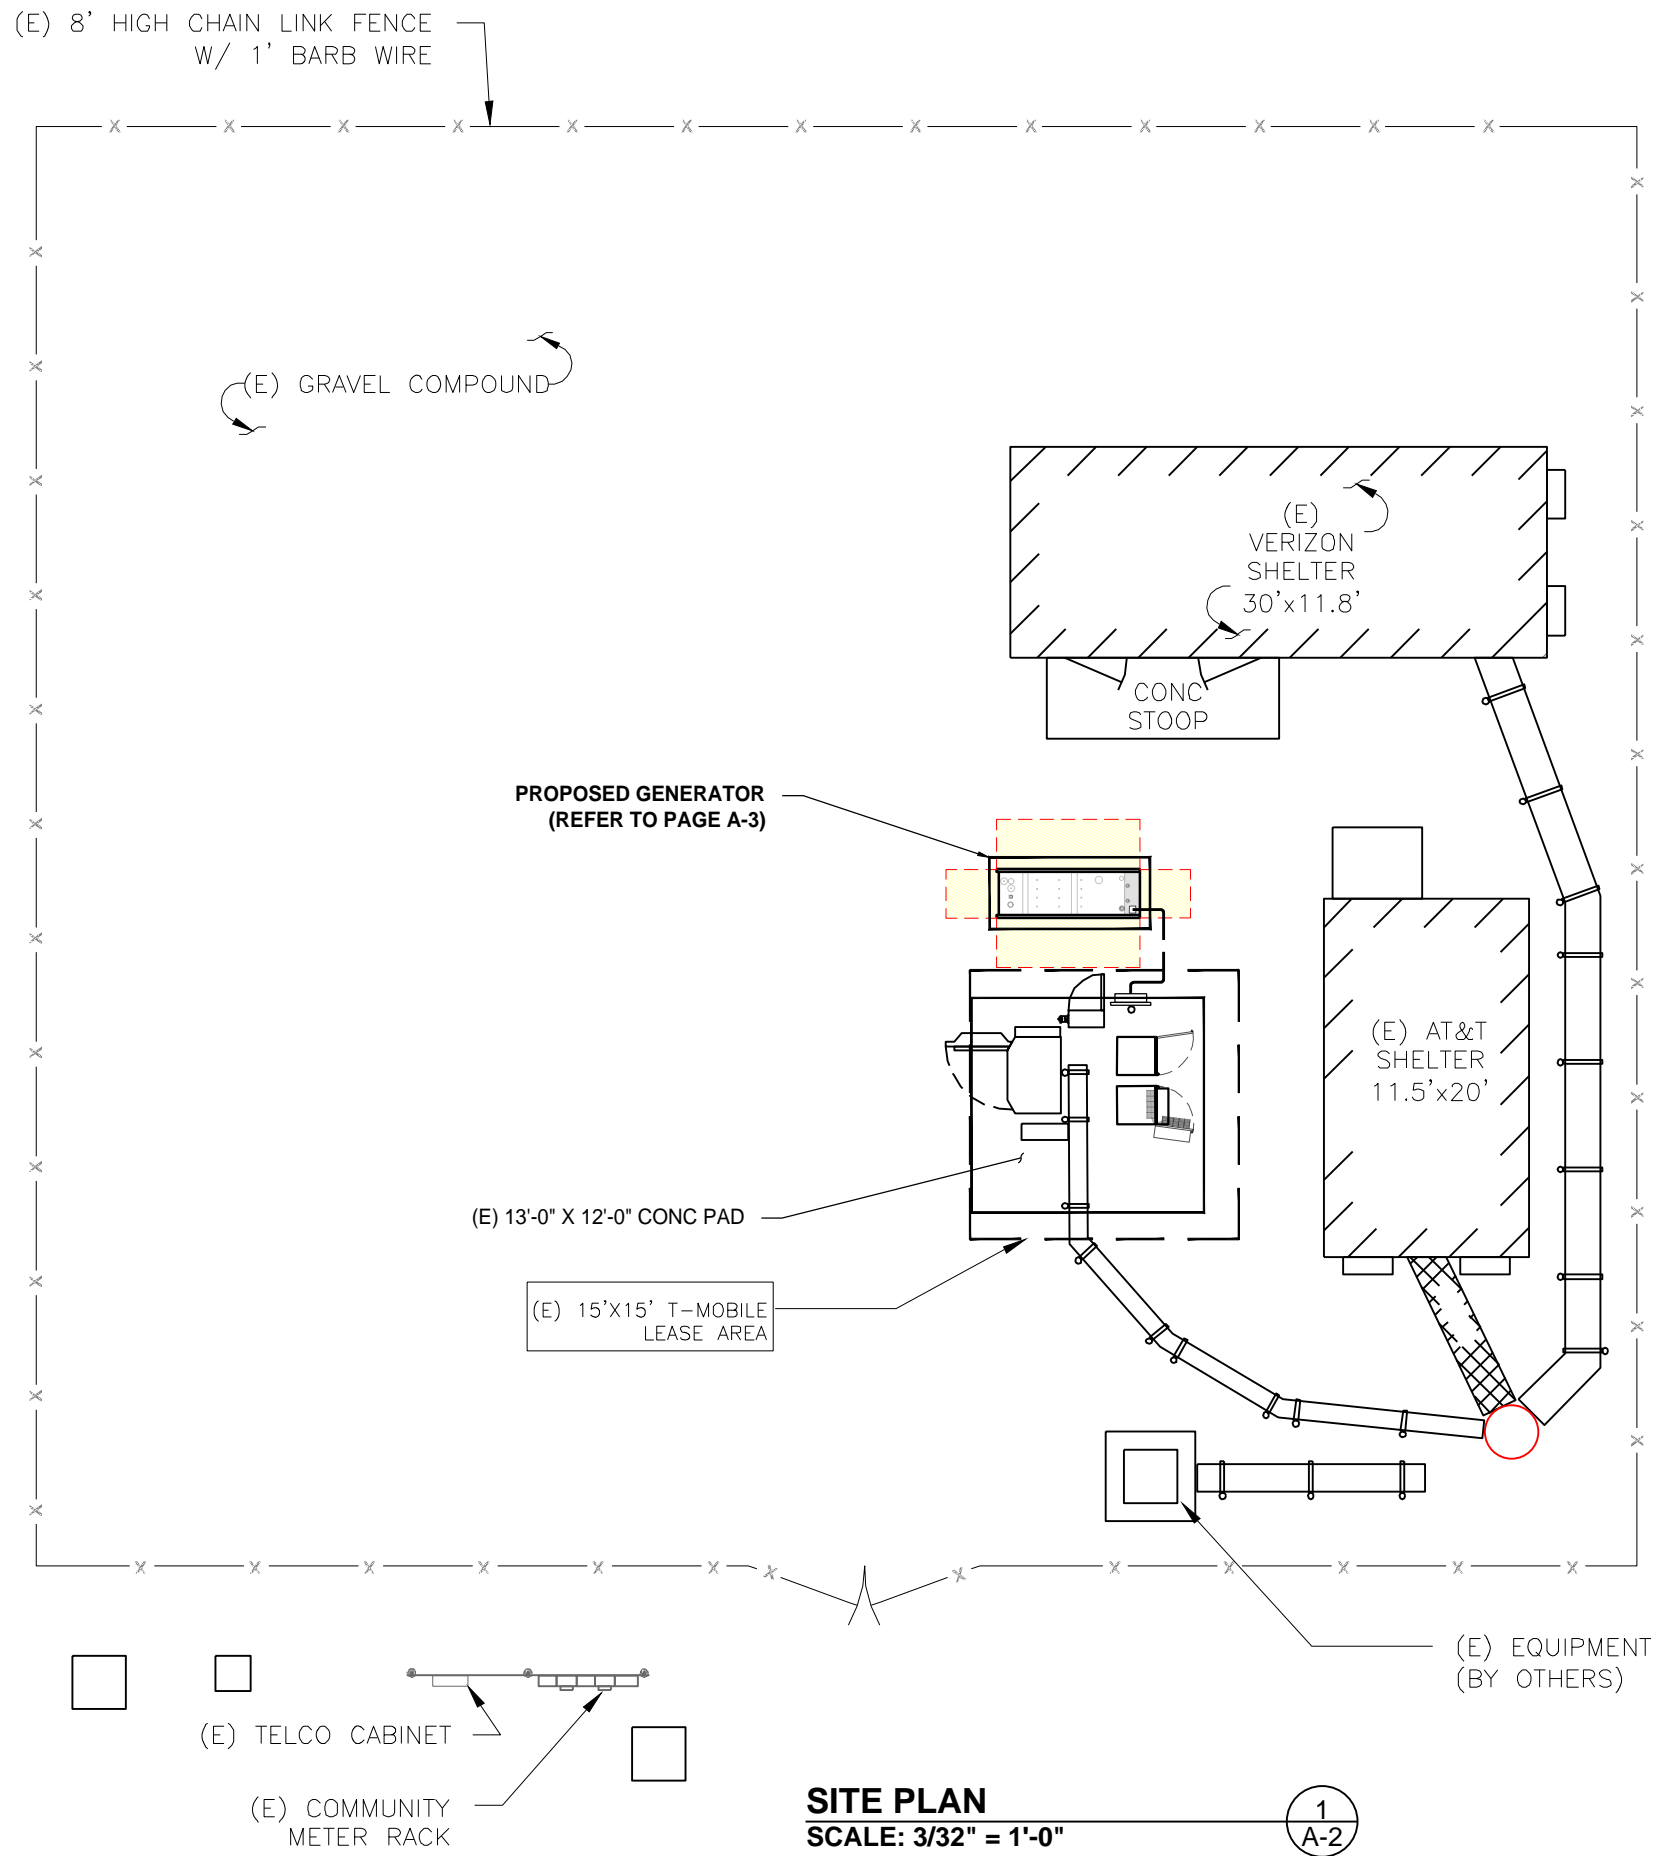 (E) 8' HIGH CHAIN LINK FENCE
W/ 1' BARB WIRE
(E) GRAVEL COMPOUND
(E)
VERIZON
SHELTER
30'x11.8'
CONC
STOOP
PROPOSED GENERATOR
(REFER TO PAGE A-3)
(E) AT&T
SHELTER
11.5'x20'
(E) 13'-0" X 12'-0" CONC PAD
(E) 15'X15' T-MOBILE
LEASE AREA
(E) EQUIPMENT
(BY OTHERS)
(E) TELCO CABINET
(E) COMMUNITY
METER RACK
SITE PLAN
SCALE: 3/32" = 1'-0"
1
A-2